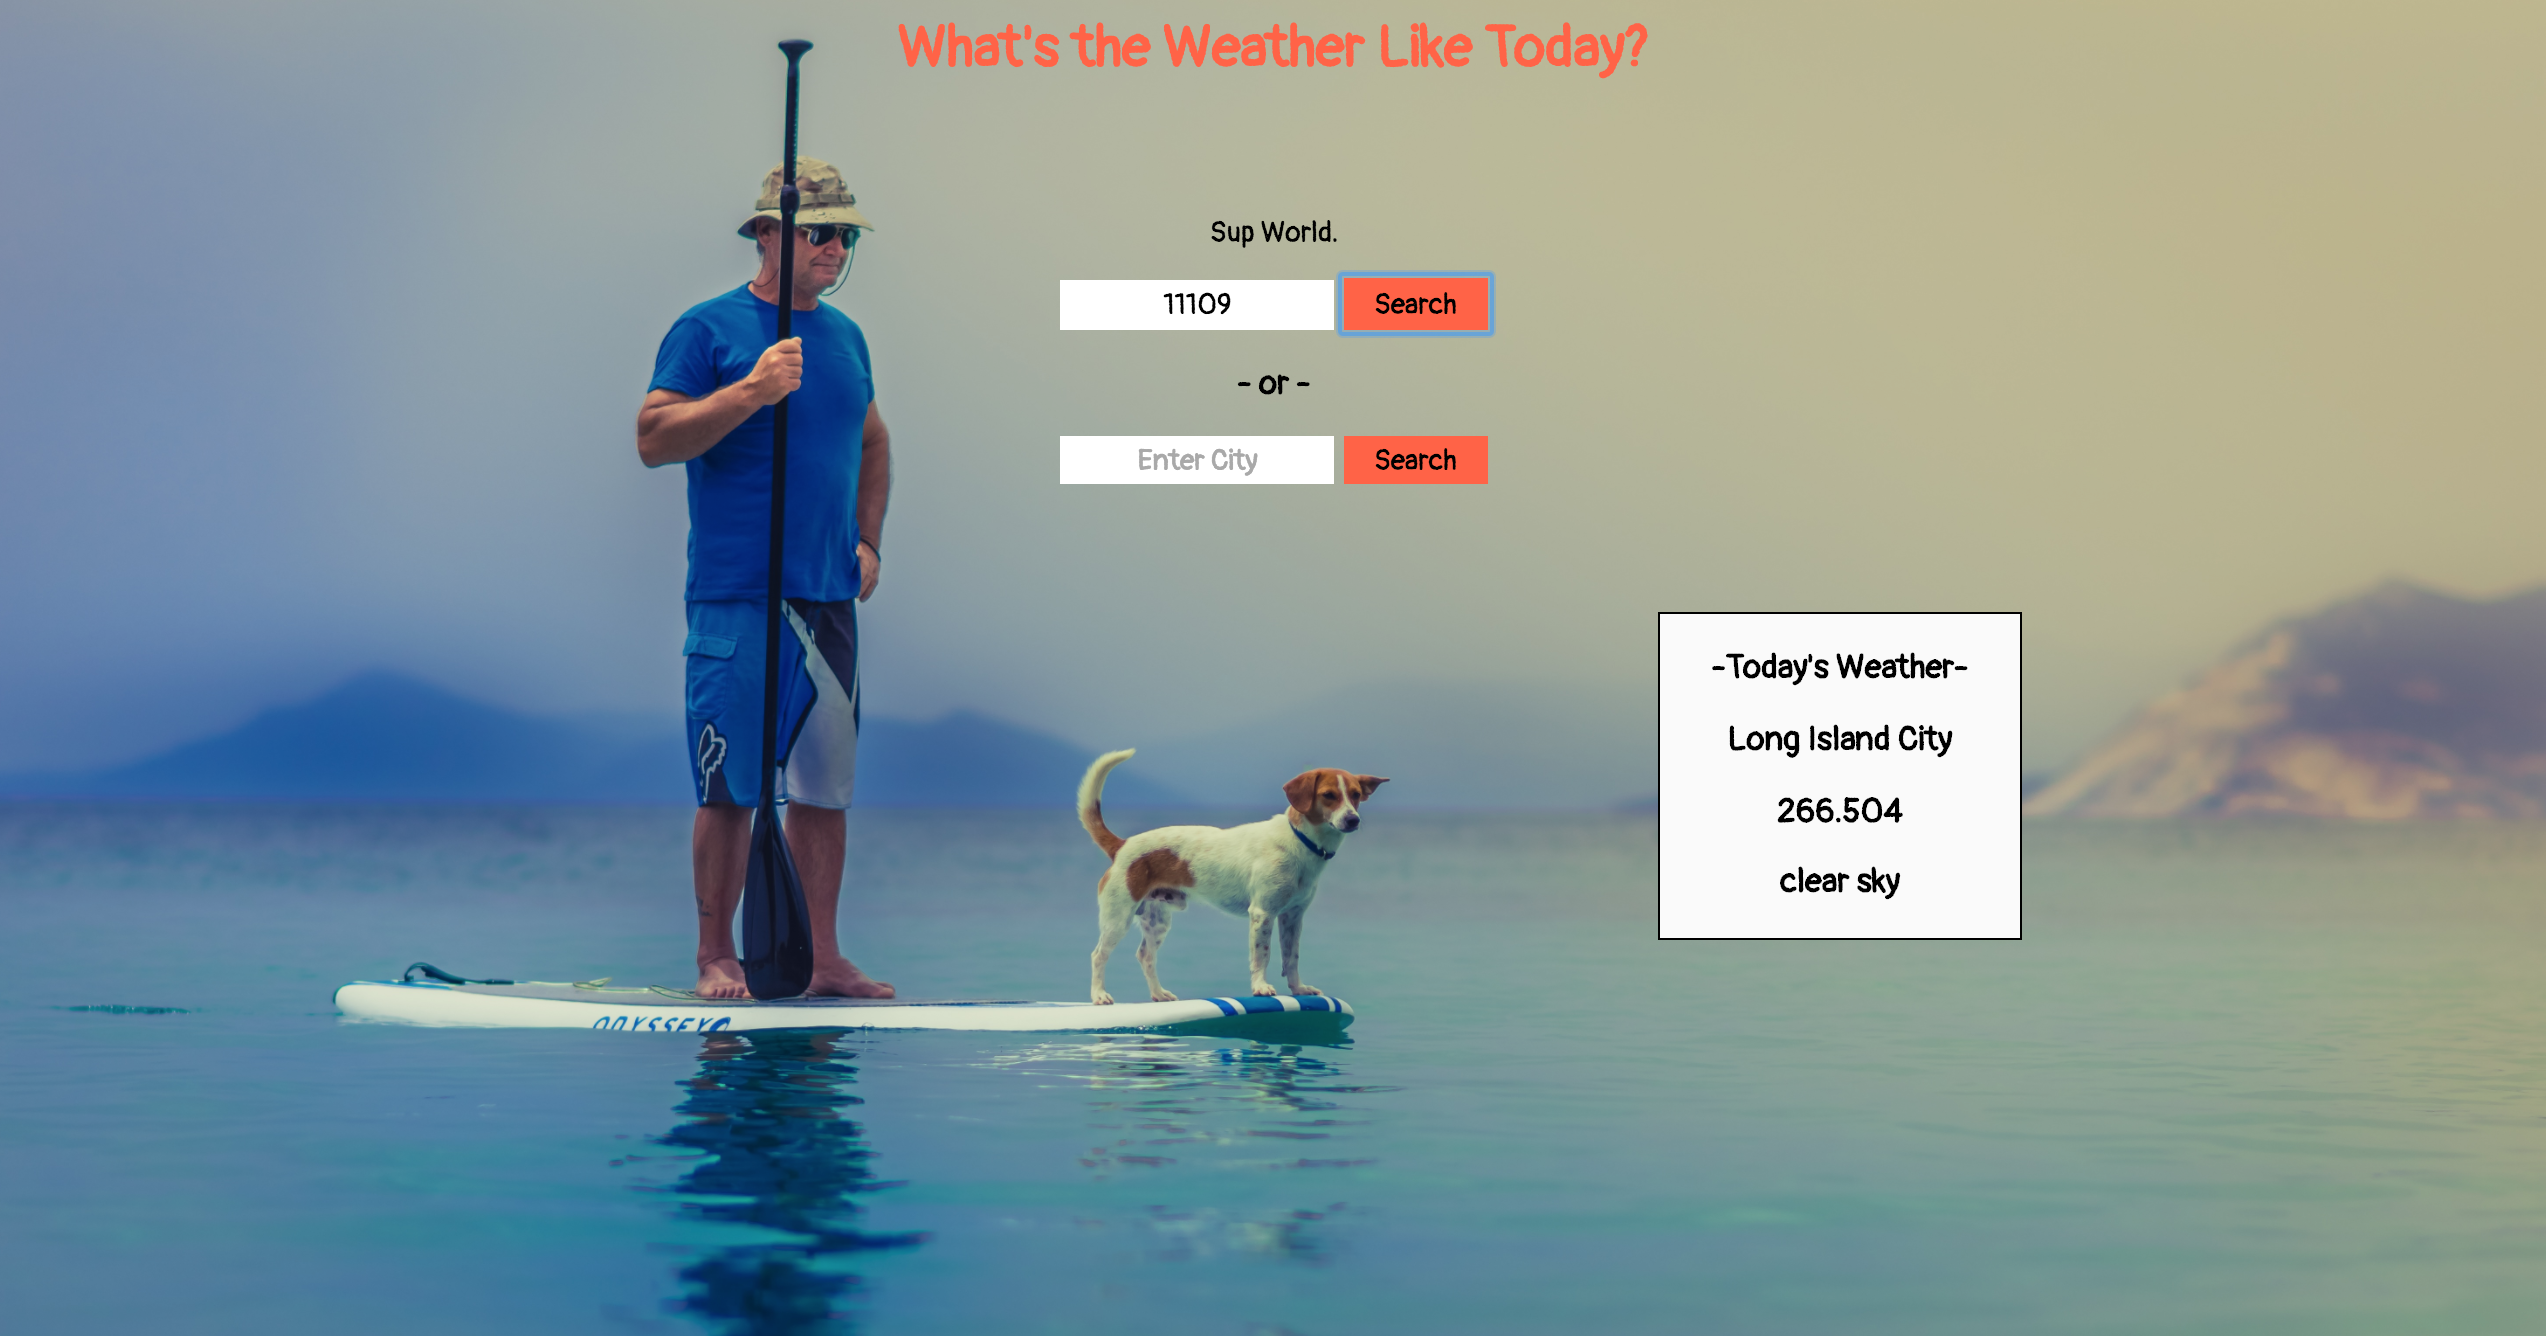 What's the Weather Like Today?
Sup World.
11109
Search
- or -
Enter City
Search
-Today's Weather-
Long Island City
266.504
clear sky
ODYSSEY